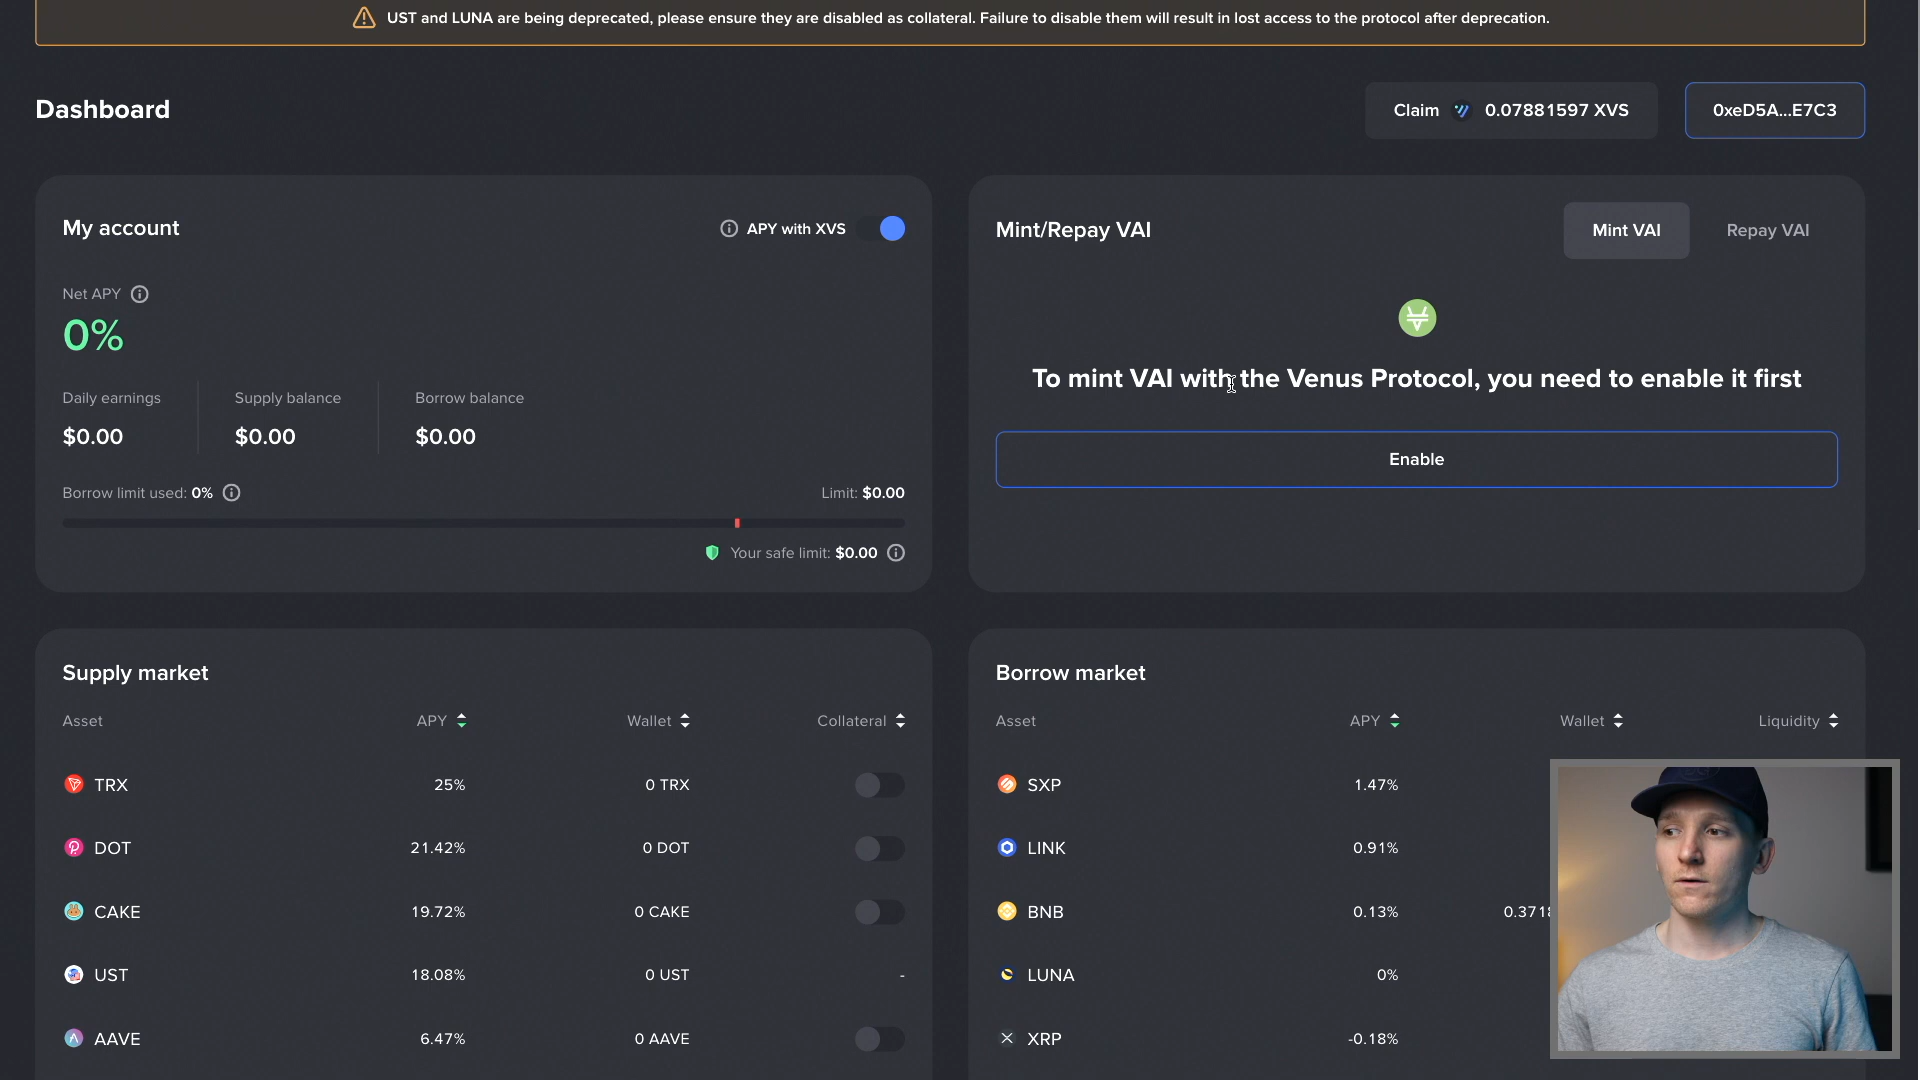 UST and LUNA are being deprecated, please ensure they are disabled as collateral. Failure to disable them will result in lost access to the protocol after deprecation.
Dashboard
Claim 0.07881597 XVS
0xeD5A...E7C3
My account
APY with XVS
Net APY
0%
Daily earnings
Supply balance
Borrow balance
$0.00
$0.00
$0.00
Borrow limit used: 0%
Limit: $0.00
Your safe limit: $0.00
Mint/Repay VAI
Mint VAI
Repay VAI
To mint VAI with the Venus Protocol, you need to enable it first
Enable
Supply market
Asset APY Wallet Collateral
TRX 25% 0 TRX
DOT 21.42% 0 DOT
CAKE 19.72% 0 CAKE
UST 18.08% 0 UST -
AAVE 6.47% 0 AAVE
Borrow market
Asset APY Wallet Liquidity
SXP 1.47%
LINK 0.91%
BNB 0.13%
LUNA 0%
XRP -0.18%